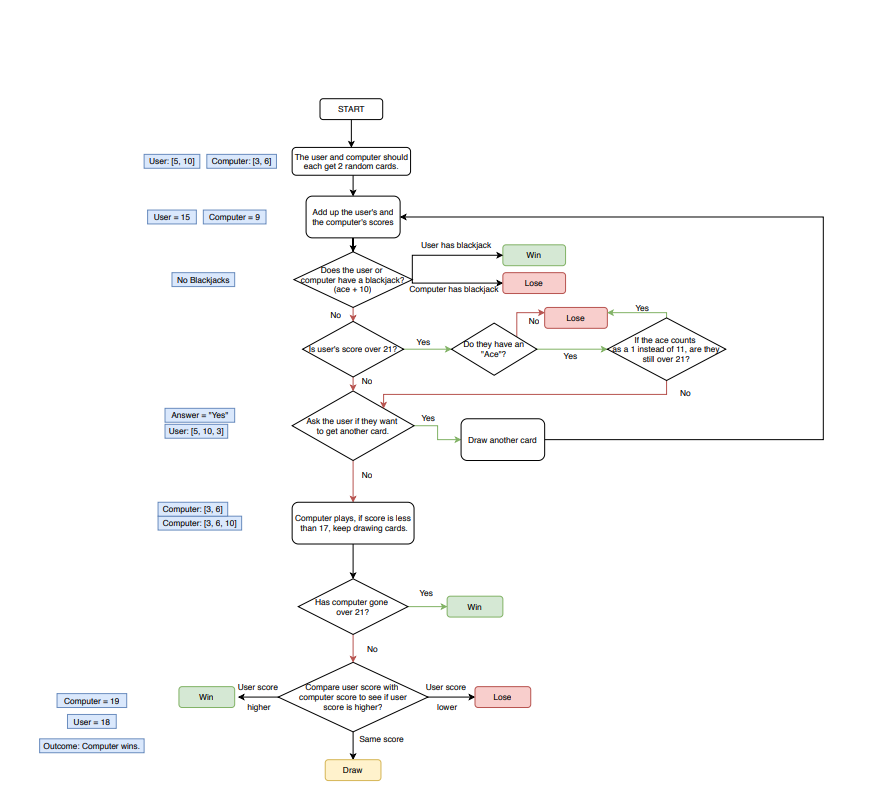 START
User: [5, 10]
Computer: [3, 6]
The user and computer should
each get 2 random cards.
User = 15
Computer = 9
Add up the user's and
the computer's scores
User has blackjack
Win
No Blackjacks
Does the user or
computer have a blackjack?
(ace + 10)
Computer has blackjack
Lose
No
Is user's score over 21?
Yes
Do they have an
"Ace"?
No
Lose
Yes
Yes
If the ace counts
as a 1 instead of 11, are they
still over 21?
No
No
Answer = "Yes"
User: [5, 10, 3]
Ask the user if they want
to get another card.
Yes
Draw another card
No
Computer: [3, 6]
Computer: [3, 6, 10]
Computer plays, if score is less
than 17, keep drawing cards.
Has computer gone
over 21?
Yes
Win
No
Computer = 19
User = 18
Outcome: Computer wins.
Win
User score
higher
Compare user score with
computer score to see if user
score is higher?
User score
lower
Lose
Same score
Draw